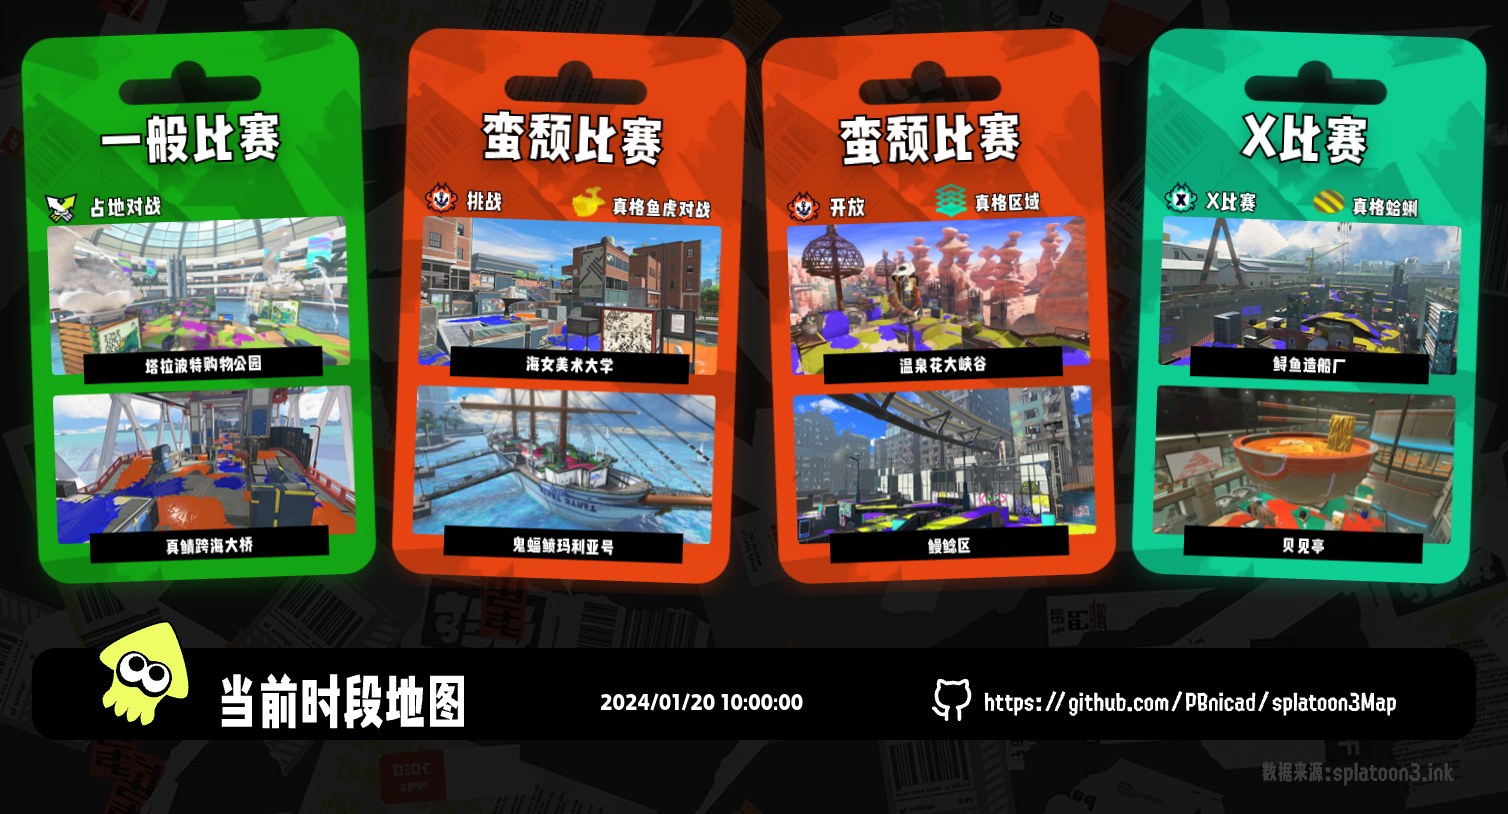 一般比赛
占地对战
塔拉波特购物公园
真鲭跨海大桥
蛮颓比赛
挑战
真格鱼虎对战
海女美术大学
鬼蝠鲼玛利亚号
蛮颓比赛
开放
真格区域
温泉花大峡谷
鳗鲶区
X比赛
X比赛
真格蛤蜊
鲟鱼造船厂
贝见亭
当前时段地图
2024/01/20 10:00:00
https://github.com/PBnicad/splatoon3Map
数据来源:splatoon3.ink